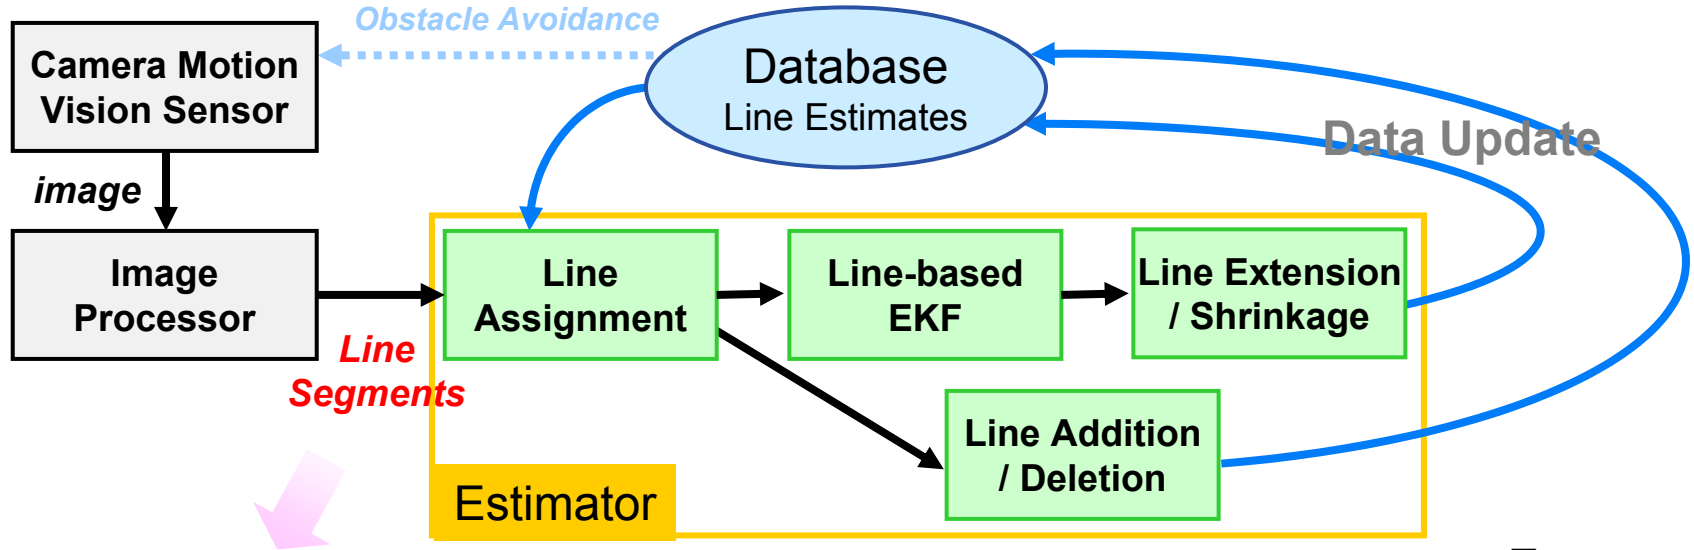 Obstacle Avoidance
Camera Motion
Vision Sensor
Database
Line Estimates
Data Update
image
Image
Processor
Line
Segments
Line
Assignment
Line-based
EKF
Line Extension
/ Shrinkage
Line Addition
/ Deletion
Estimator